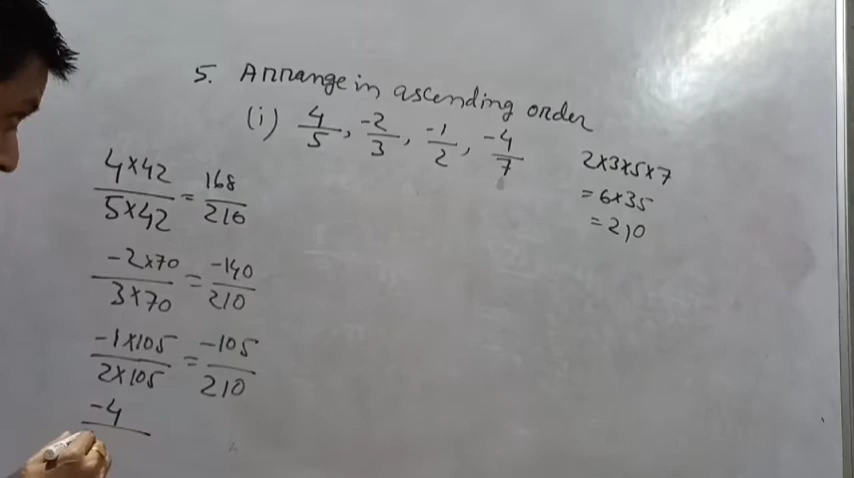 5. Arrange in ascending order
(i) 4/5, -2/3, -1/2, -4/7
2×3×5×7
= 6×35
= 210
4×42/5×42 = 168/210
-2×70/3×70 = -140/210
-1×105/2×105 = -105/210
-4